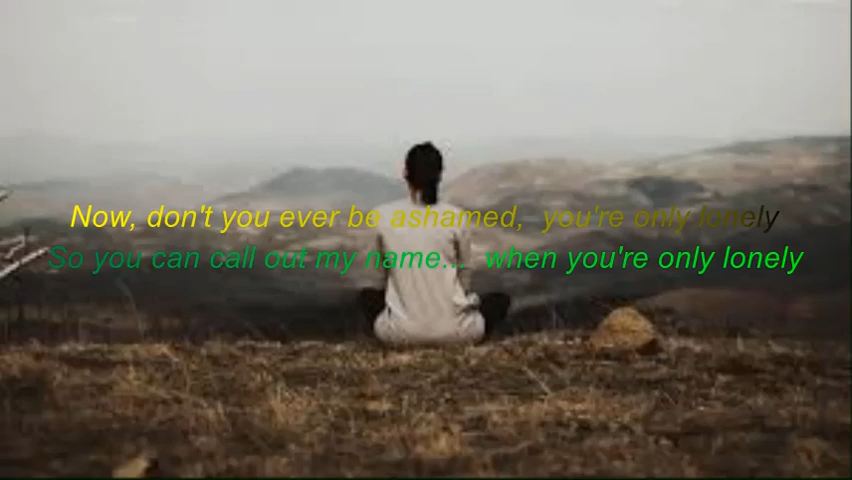 Now, don't you ever be ashamed, you're only lonely
So you can call out my name... when you're only lonely